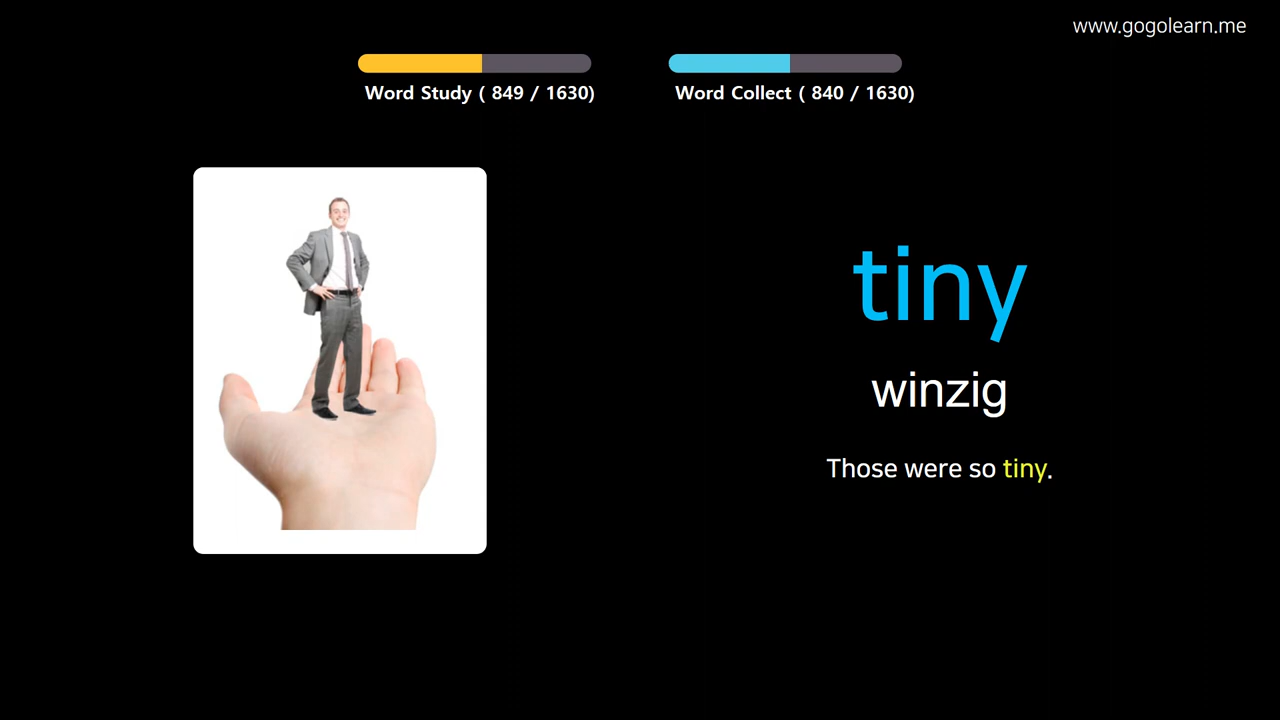 www.gogolearn.me
Word Study ( 849 / 1630)
Word Collect ( 840 / 1630)
tiny
winzig
Those were so tiny.